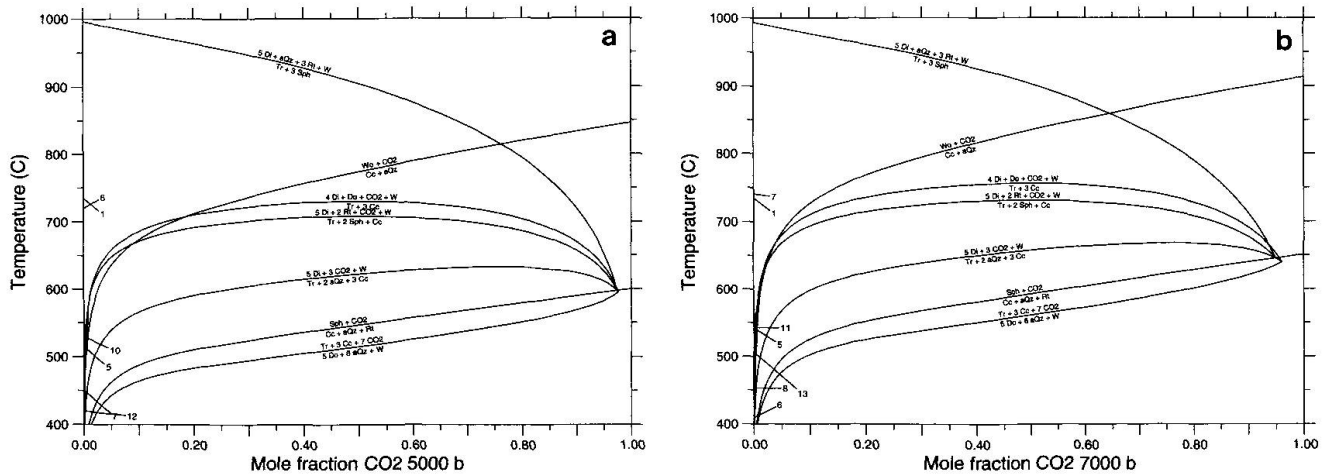 a
1000
900
800
700
600
500
400
Temperature (C)
5 Di + aQz + 3 Rt + W
Tr + 3 Sph
Wo + CO2
Cc + aQz
4 Di + Do + CO2 + W
Tr + 3 Cc
5 Di + 2 Rt + CO2 + W
Tr + 2 Sph + Cc
5 Di + 3 CO2 + W
Tr + 2 aQz + 3 Cc
Sph + CO2
Cc + aQz + Rt
Tr + 3 Cc + 7 CO2
5 Do + 8 aQz + W
6
1
10
5
7
12
0.00 0.20 0.40 0.60 0.80 1.00
Mole fraction CO2 5000 b
b
1000
900
800
700
600
500
400
Temperature (C)
5 Di + aQz + 3 Rt + W
Tr + 3 Sph
Wo + CO2
Cc + aQz
4 Di + Do + CO2 + W
Tr + 3 Cc
5 Di + 2 Rt + CO2 + W
Tr + 2 Sph + Cc
5 Di + 3 CO2 + W
Tr + 2 aQz + 3 Cc
Sph + CO2
Cc + aQz + Rt
Tr + 3 Cc + 7 CO2
5 Do + 8 aQz + W
7
1
11
5
13
8
6
0.00 0.20 0.40 0.60 0.80 1.00
Mole fraction CO2 7000 b